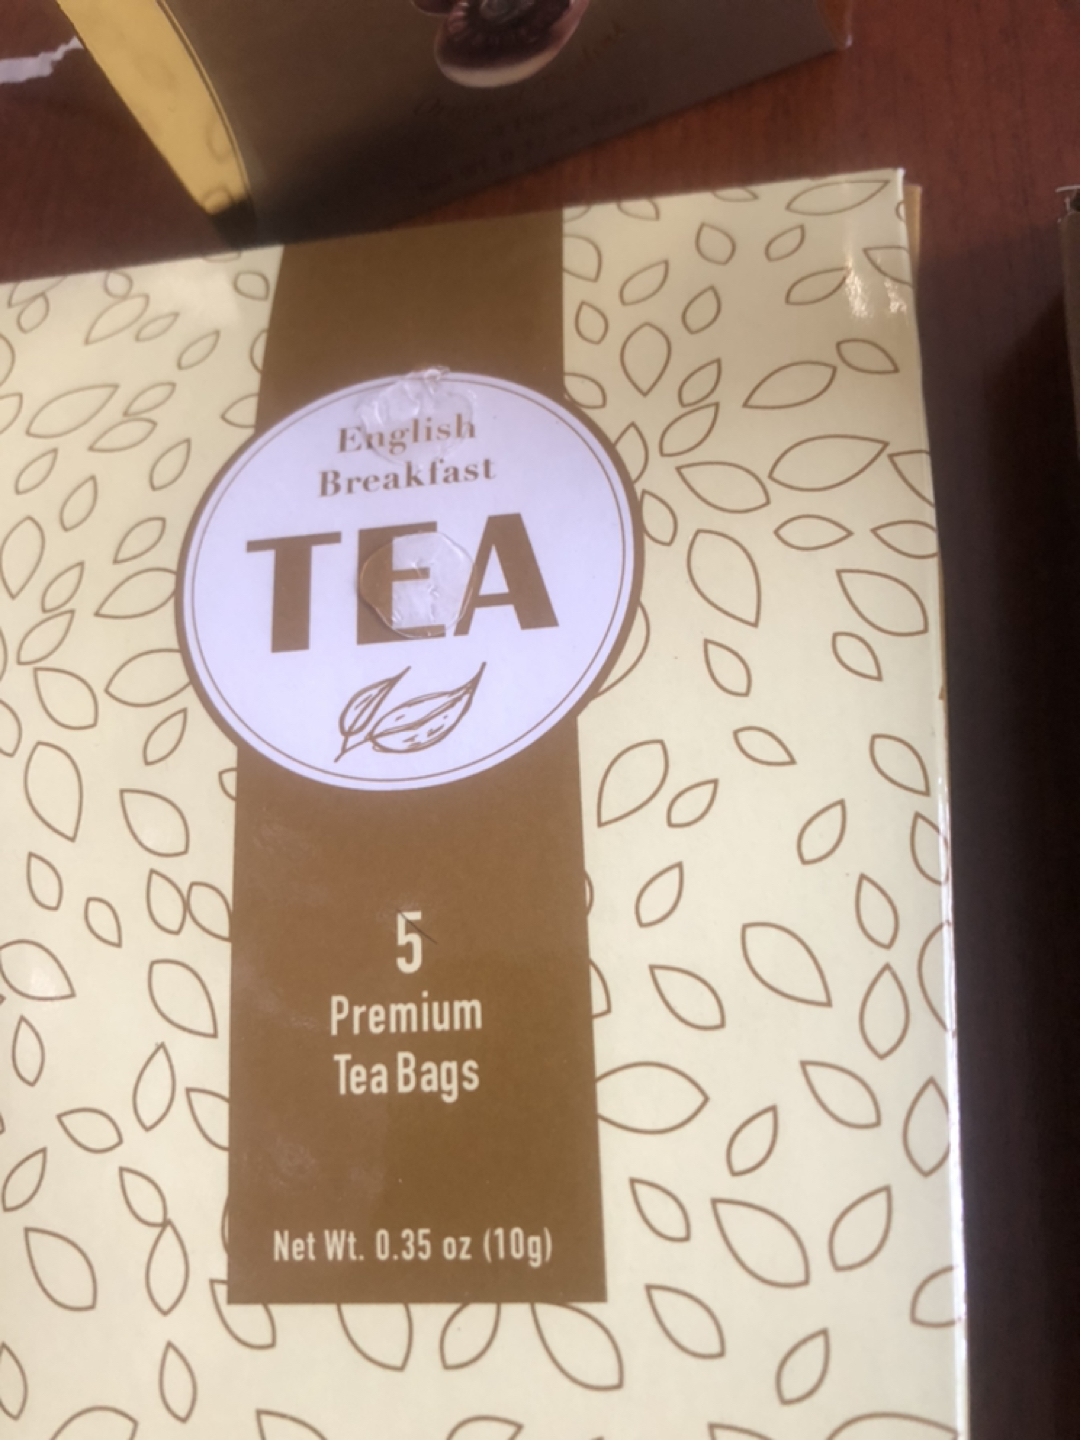 English
Breakfast
TEA
5
Premium
Tea Bags
Net Wt. 0.35 oz (10g)